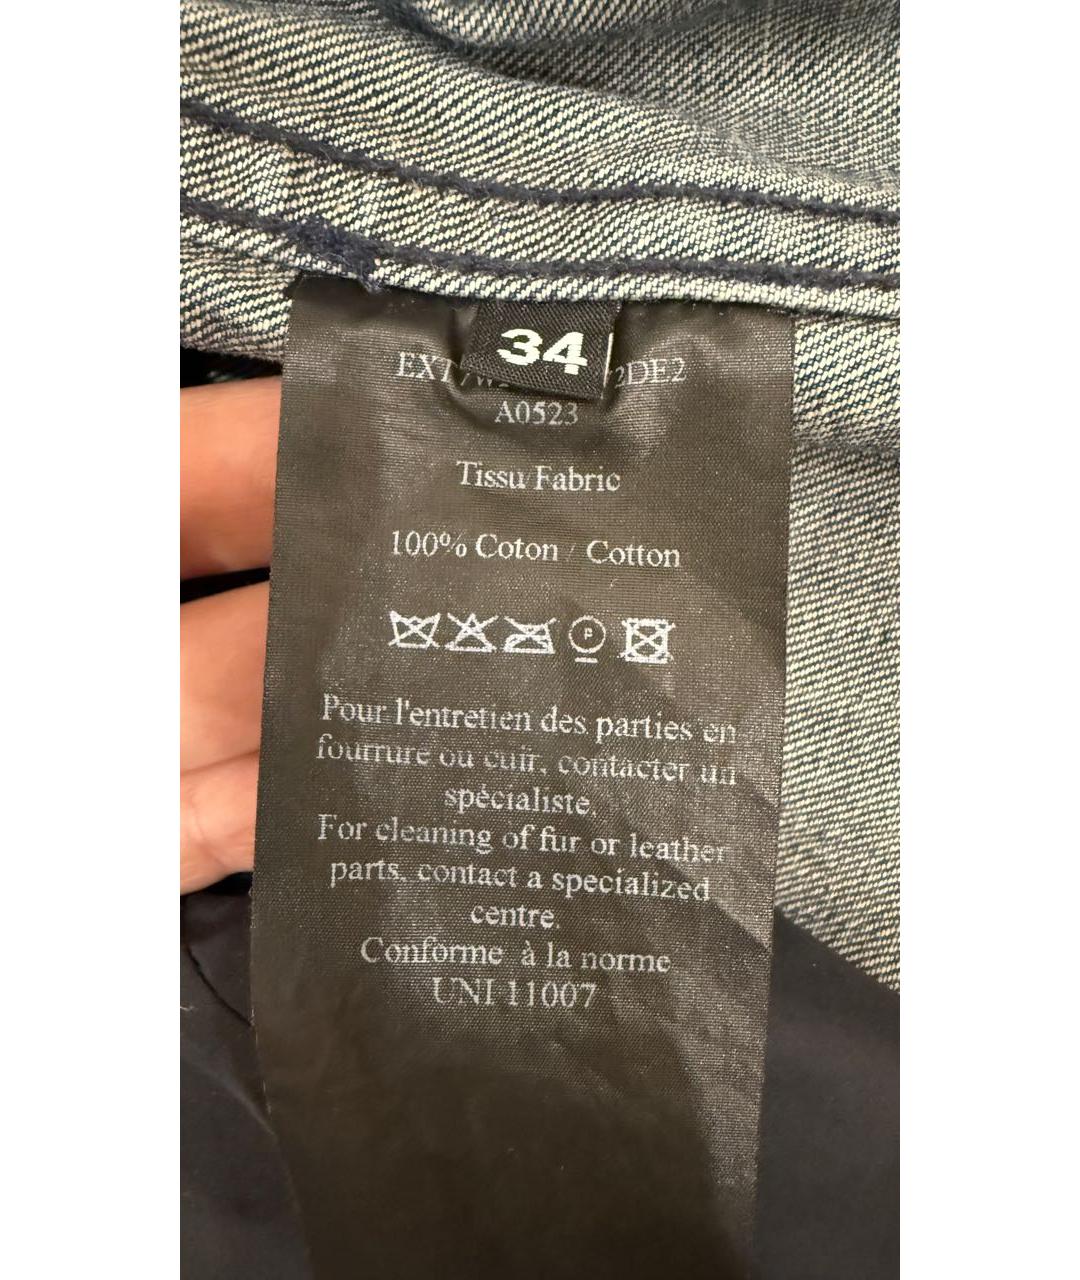 34
2DE2
A0523
Tissu/Fabric
100% Coton / Cotton
P
Pour l'entretien des parties en
fourrure ou cuir, contacter un
spécialiste.
For cleaning of fur or leather
parts, contact a specialized
centre.
Conforme à la norme
UNI 11007